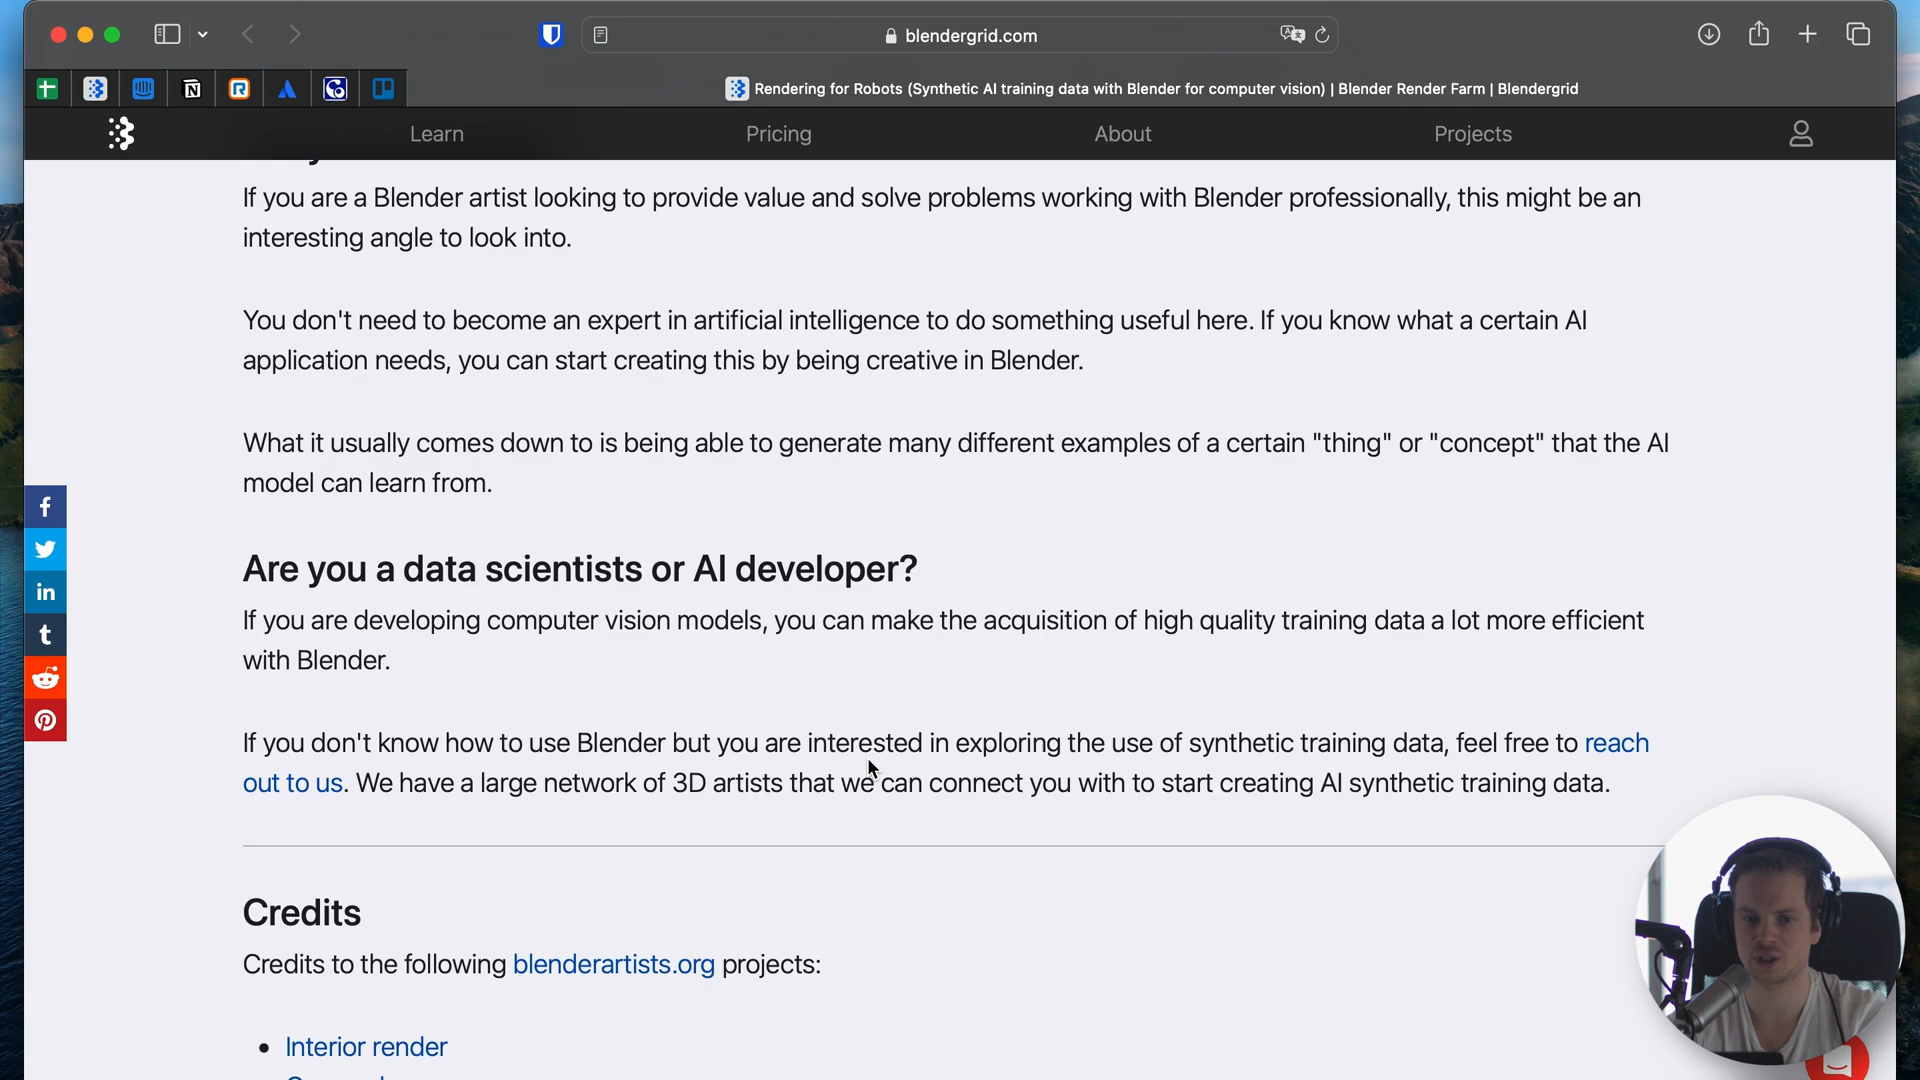 blendergrid.com
Rendering for Robots (Synthetic AI training data with Blender for computer vision) | Blender Render Farm | Blendergrid
Learn Pricing About Projects
If you are a Blender artist looking to provide value and solve problems working with Blender professionally, this might be an
interesting angle to look into.
You don't need to become an expert in artificial intelligence to do something useful here. If you know what a certain AI
application needs, you can start creating this by being creative in Blender.
What it usually comes down to is being able to generate many different examples of a certain "thing" or "concept" that the AI
model can learn from.
Are you a data scientists or AI developer?
If you are developing computer vision models, you can make the acquisition of high quality training data a lot more efficient
with Blender.
If you don't know how to use Blender but you are interested in exploring the use of synthetic training data, feel free to reach
out to us. We have a large network of 3D artists that we can connect you with to start creating AI synthetic training data.
Credits
Credits to the following blenderartists.org projects:
• Interior render